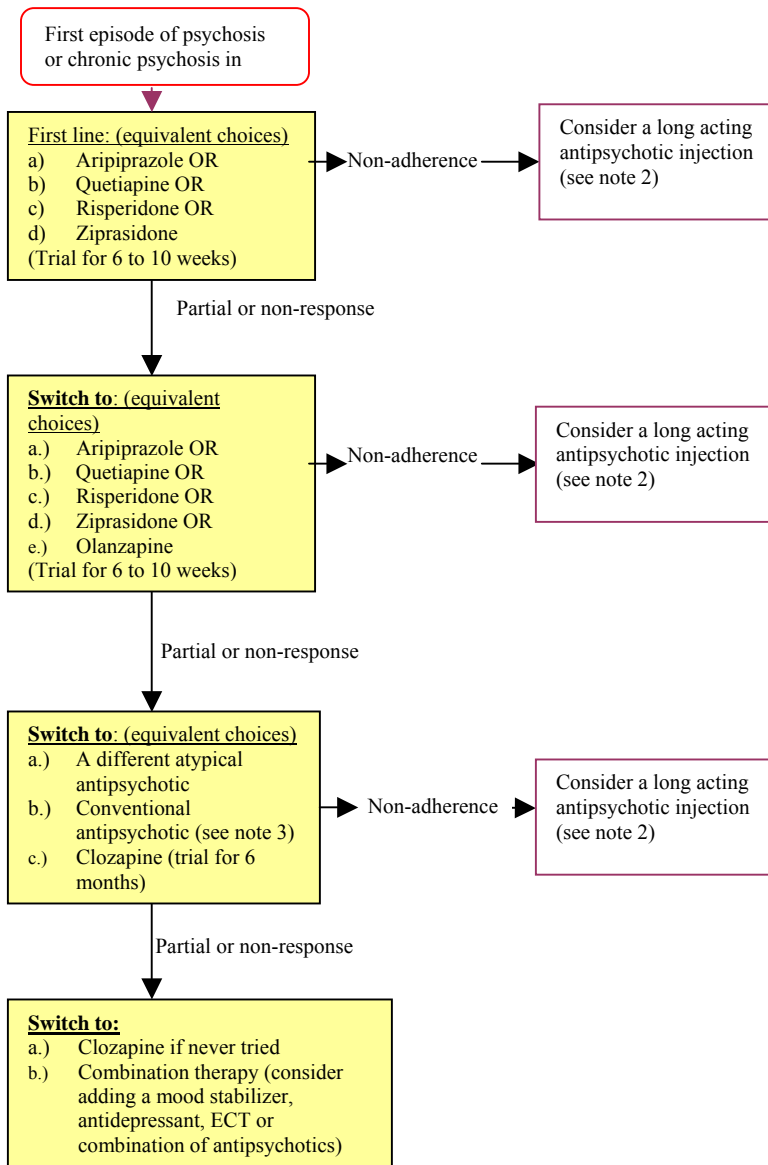 First episode of psychosis
or chronic psychosis in
First line: (equivalent choices)
a) Aripiprazole OR
b) Quetiapine OR
c) Risperidone OR
d) Ziprasidone
(Trial for 6 to 10 weeks)
Non-adherence
Consider a long acting
antipsychotic injection
(see note 2)
Partial or non-response
Switch to: (equivalent
choices)
a.) Aripiprazole OR
b.) Quetiapine OR
c.) Risperidone OR
d.) Ziprasidone OR
e.) Olanzapine
(Trial for 6 to 10 weeks)
Non-adherence
Consider a long acting
antipsychotic injection
(see note 2)
Partial or non-response
Switch to: (equivalent choices)
a.) A different atypical
antipsychotic
b.) Conventional
antipsychotic (see note 3)
c.) Clozapine (trial for 6
months)
Non-adherence
Consider a long acting
antipsychotic injection
(see note 2)
Partial or non-response
Switch to:
a.) Clozapine if never tried
b.) Combination therapy (consider
adding a mood stabilizer,
antidepressant, ECT or
combination of antipsychotics)